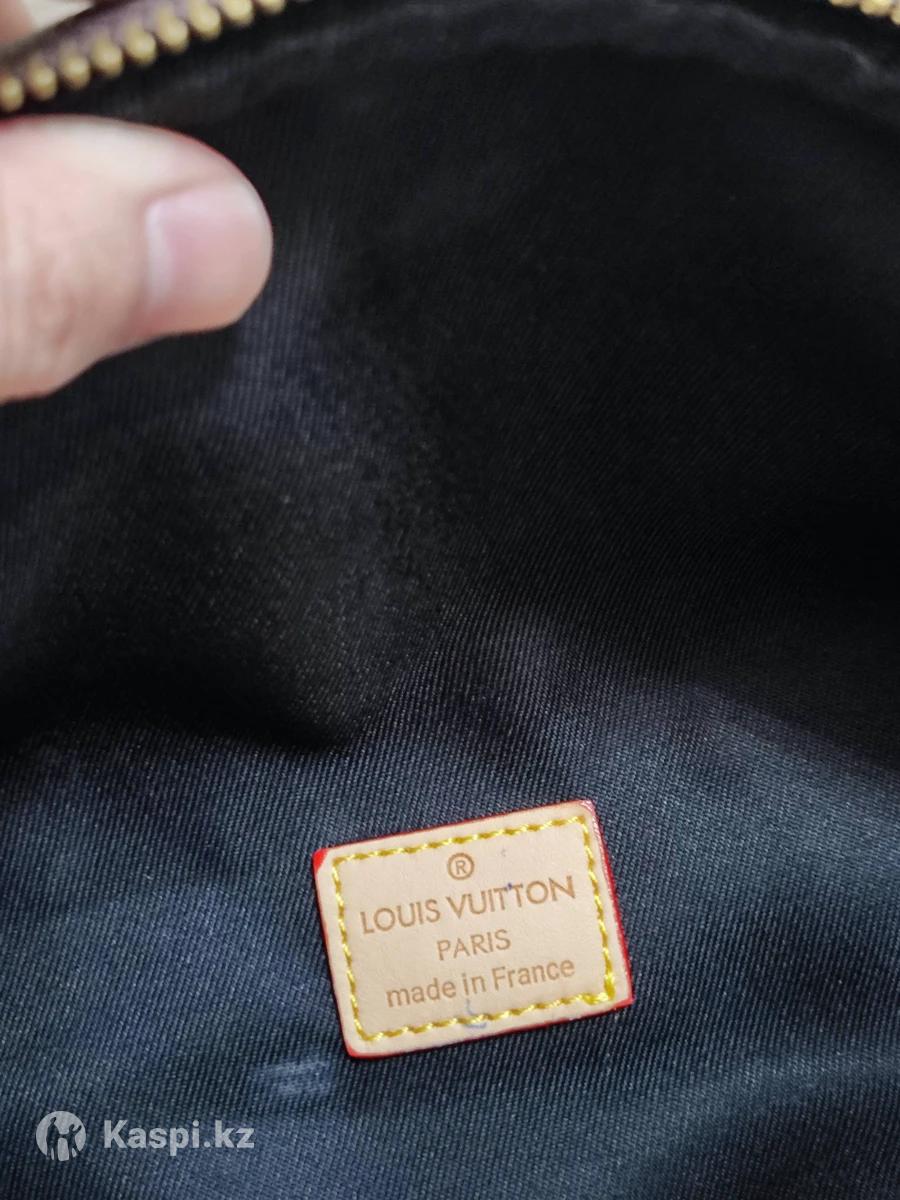 ®
LOUIS VUITTON
PARIS
made in France
Kaspi.kz